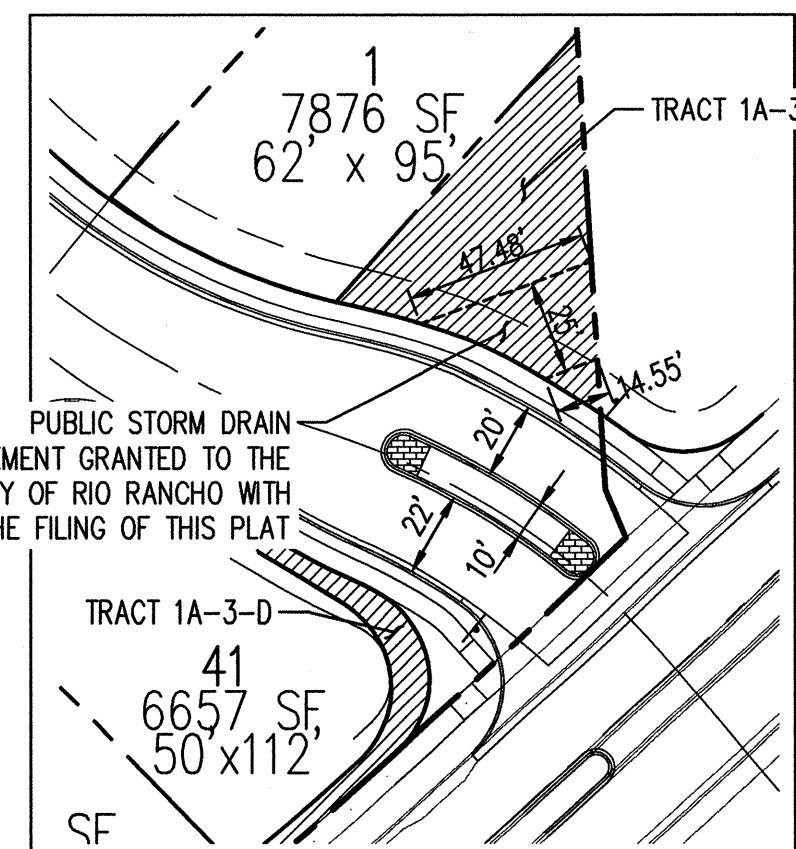 1
7876 SF
62' x 95'
TRACT 1A-3
47.48'
25'
14.55'
PUBLIC STORM DRAIN
EMENT GRANTED TO THE
Y OF RIO RANCHO WITH
HE FILING OF THIS PLAT
20'
22'
10'
TRACT 1A-3-D
41
6657 SF
50'x112'
SF